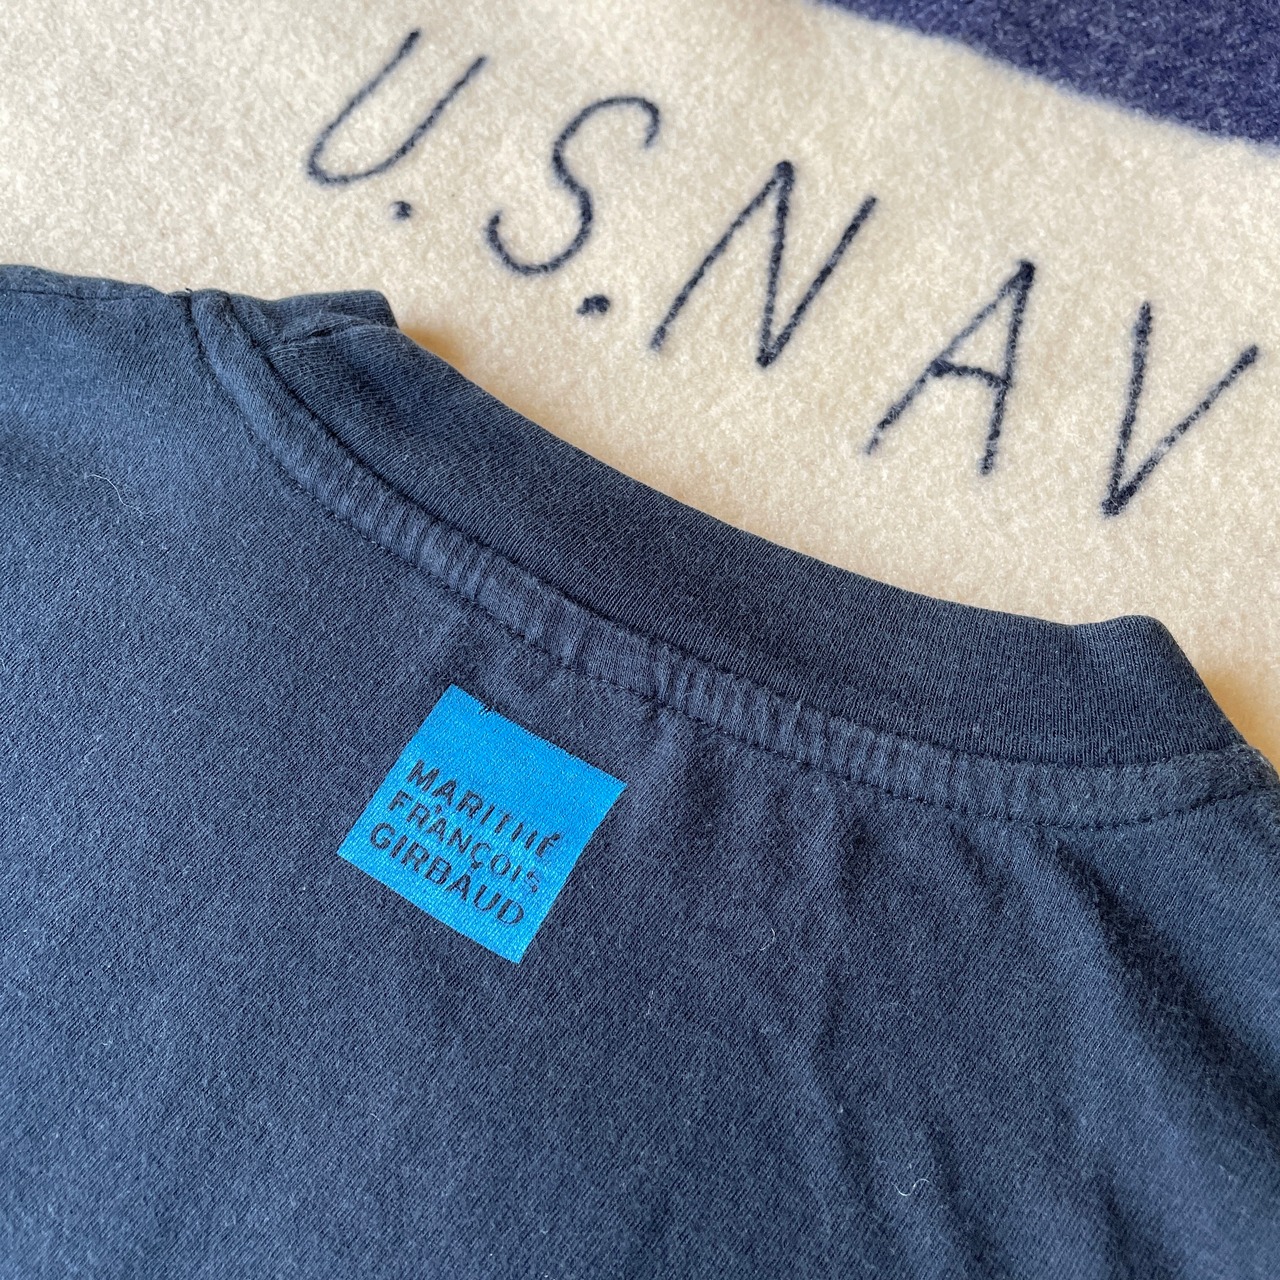 U.S.NAV
MARITHÉ
FRANÇOIS
GIRBAUD